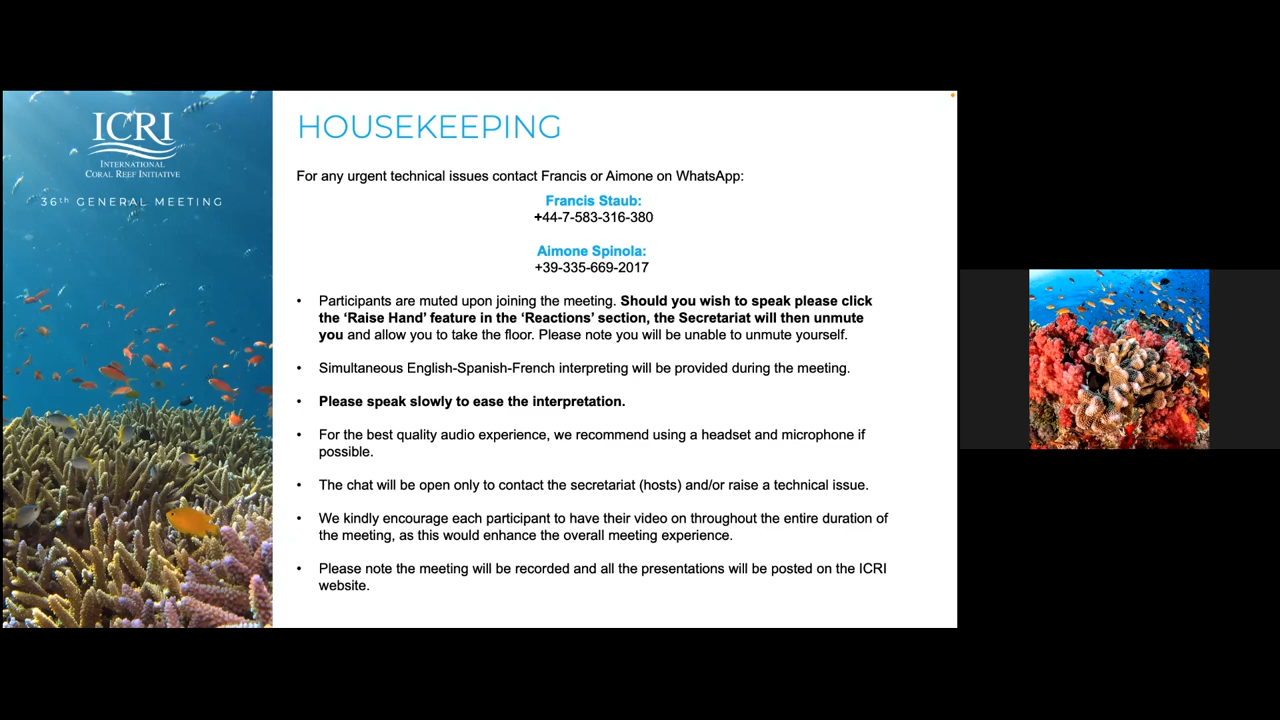 ICRI
INTERNATIONAL
CORAL REEF INITIATIVE
36th GENERAL MEETING
HOUSEKEEPING
For any urgent technical issues contact Francis or Aimone on WhatsApp:
Francis Staub:
+44-7-583-316-380
Aimone Spinola:
+39-335-669-2017
• Participants are muted upon joining the meeting. Should you wish to speak please click
the ‘Raise Hand’ feature in the ‘Reactions’ section, the Secretariat will then unmute
you and allow you to take the floor. Please note you will be unable to unmute yourself.
• Simultaneous English-Spanish-French interpreting will be provided during the meeting.
• Please speak slowly to ease the interpretation.
• For the best quality audio experience, we recommend using a headset and microphone if
possible.
• The chat will be open only to contact the secretariat (hosts) and/or raise a technical issue.
• We kindly encourage each participant to have their video on throughout the entire duration of
the meeting, as this would enhance the overall meeting experience.
• Please note the meeting will be recorded and all the presentations will be posted on the ICRI
website.